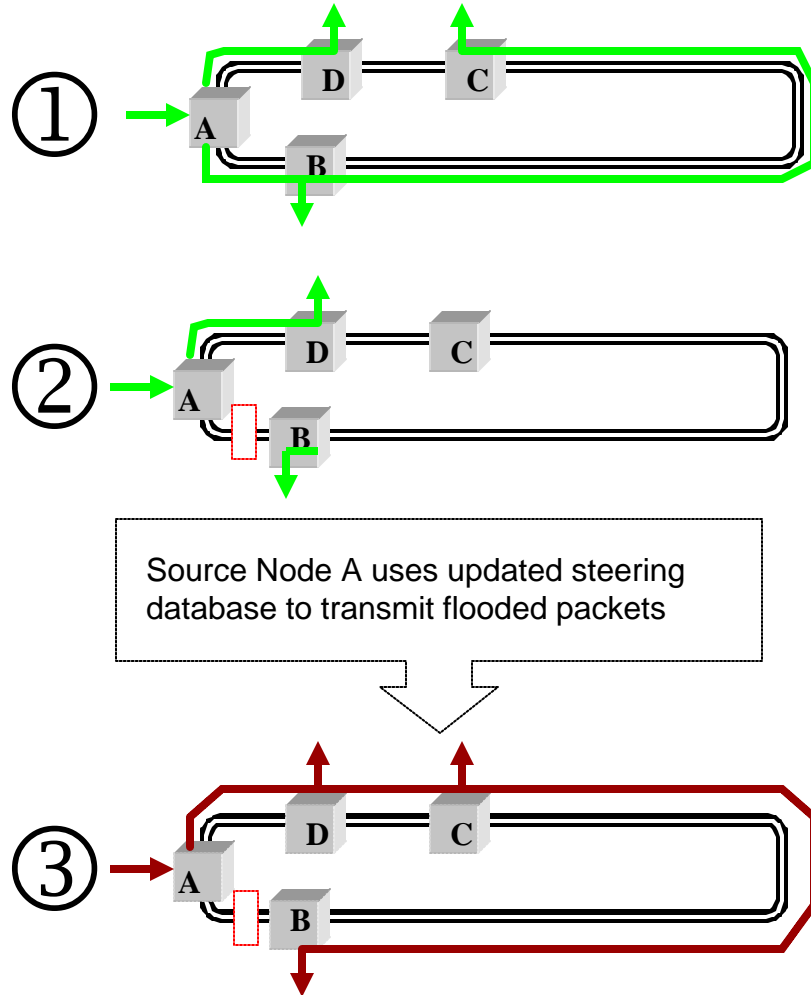 D
C
①
A
B
D
C
②
A
B
Source Node A uses updated steering
database to transmit flooded packets
D
C
③
A
B